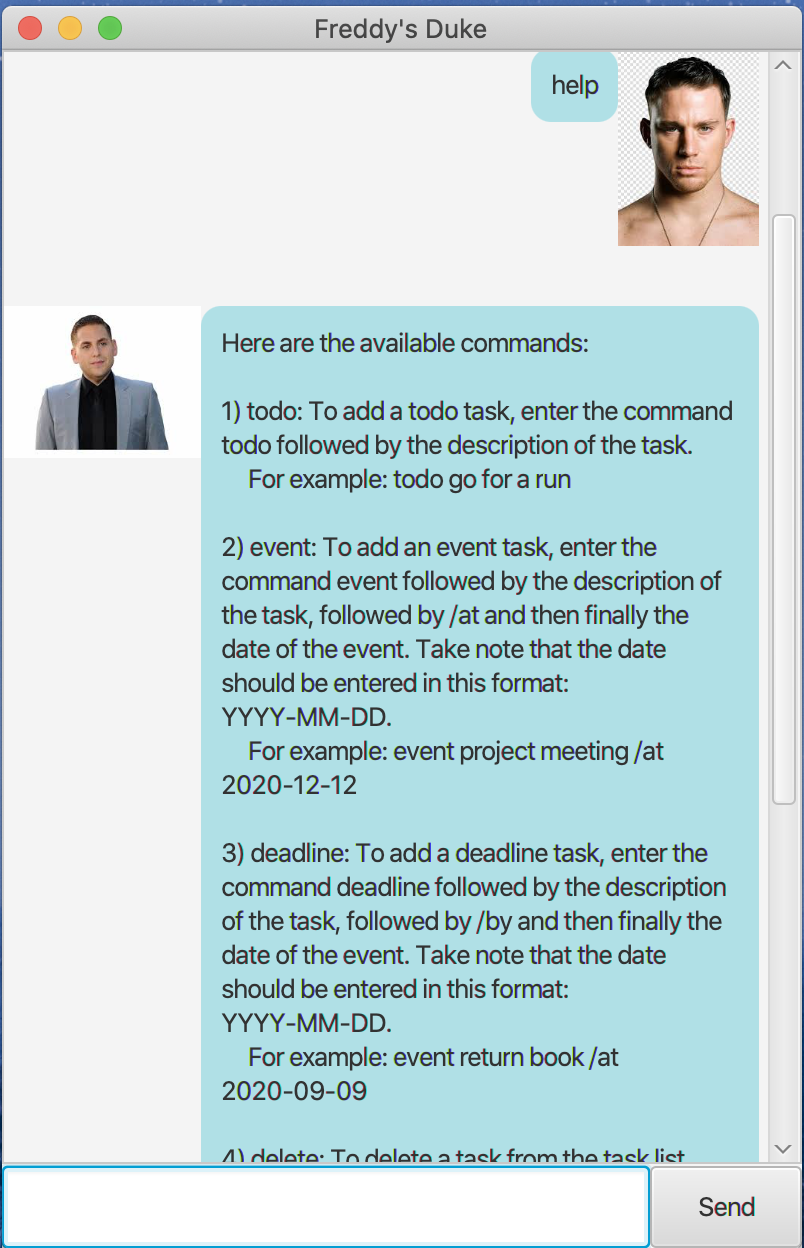 Freddy's Duke
help
Here are the available commands:
1) todo: To add a todo task, enter the command
todo followed by the description of the task.
For example: todo go for a run
2) event: To add an event task, enter the
command event followed by the description of
the task, followed by /at and then finally the
date of the event. Take note that the date
should be entered in this format:
YYYY-MM-DD.
For example: event project meeting /at
2020-12-12
3) deadline: To add a deadline task, enter the
command deadline followed by the description
of the task, followed by /by and then finally the
date of the event. Take note that the date
should be entered in this format:
YYYY-MM-DD.
For example: event return book /at
2020-09-09
4) delete: To delete a task from the task list
Send